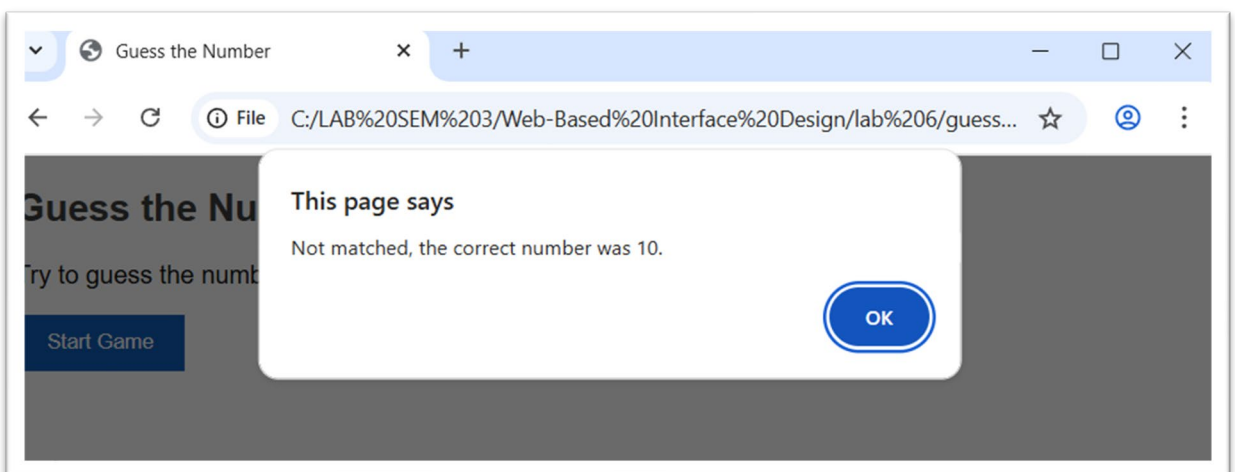 Guess the Number
File C:/LAB%20SEM%203/Web-Based%20Interface%20Design/lab%206/guess...
Guess the Nu
This page says
Not matched, the correct number was 10.
Try to guess the numb
OK
Start Game